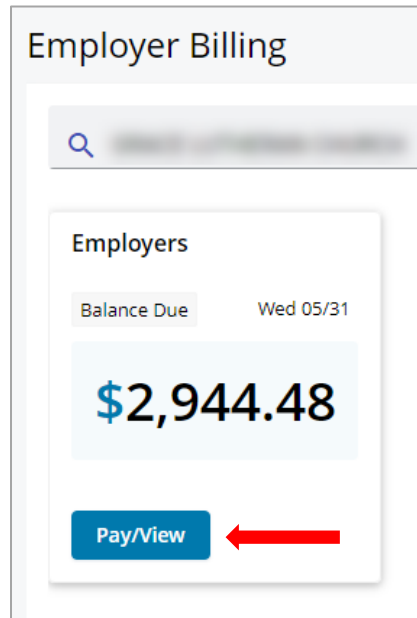 Employer Billing
Employers
Balance Due Wed 05/31
$2,944.48
Pay/View